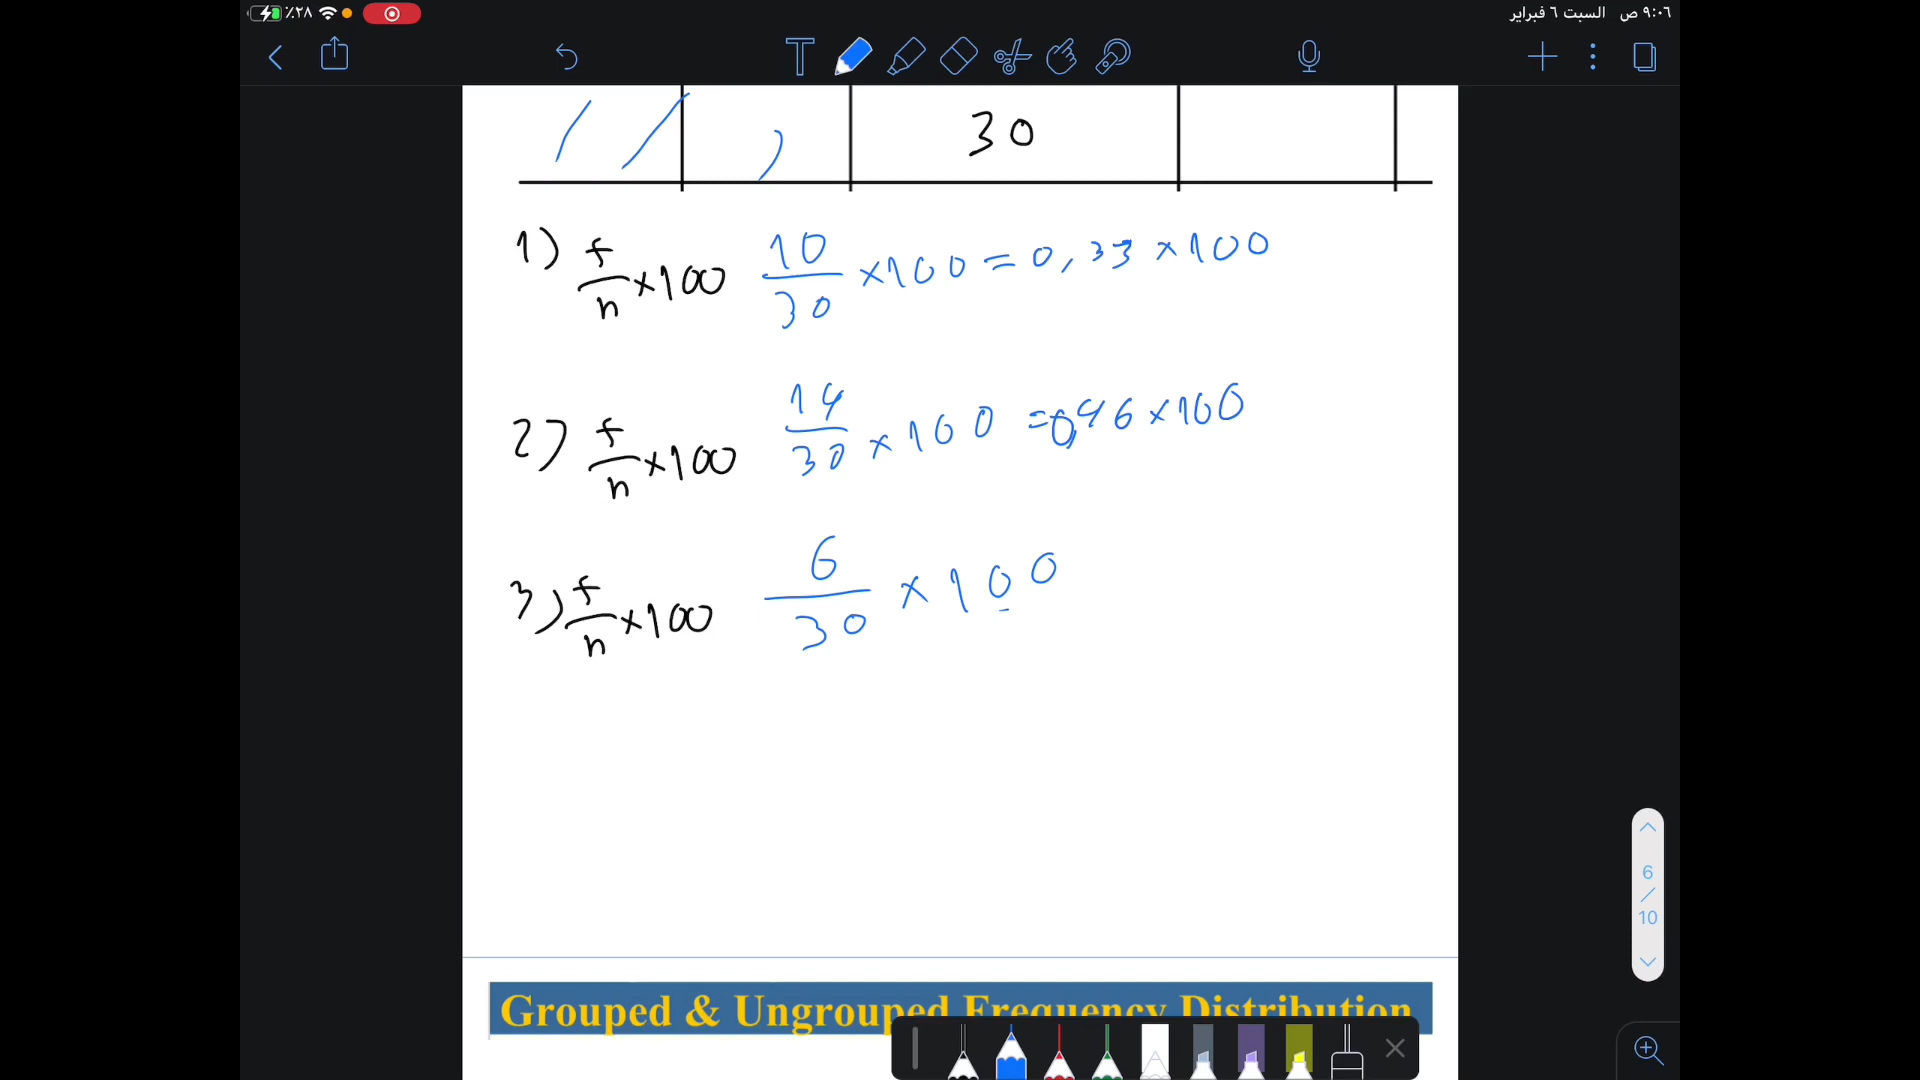 ٪٢٨
٩:٠٦ ص السبت ٦ فبراير
T
30
1) f/n ×100 10/30 ×100 = 0,33 ×100
2) f/n ×100 14/30 ×100 = 0,46 ×100
3) f/n ×100 6/30 ×100
6
/
10
Grouped & Ungrouped Frequency Distribution